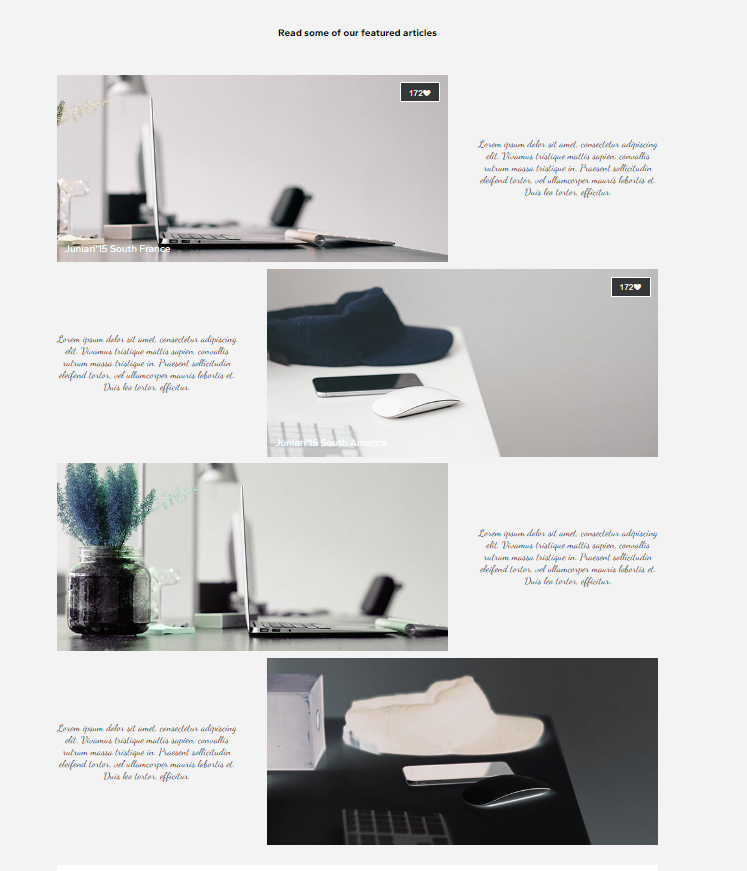 Read some of our featured articles
172
Juniari'15 South France
Lorem ipsum dolor sit amet, consectetur adipiscing
elit. Vivamus tristique mattis sapien, convallis
rutrum massa tristique in. Praesent sollicitudin
eleifend tortor, vel ullamcorper mauris lobortis et.
Duis leo tortor, efficitur.
Lorem ipsum dolor sit amet, consectetur adipiscing
elit. Vivamus tristique mattis sapien, convallis
rutrum massa tristique in. Praesent sollicitudin
eleifend tortor, vel ullamcorper mauris lobortis et.
Duis leo tortor, efficitur.
172
Juniari'15 South America
Lorem ipsum dolor sit amet, consectetur adipiscing
elit. Vivamus tristique mattis sapien, convallis
rutrum massa tristique in. Praesent sollicitudin
eleifend tortor, vel ullamcorper mauris lobortis et.
Duis leo tortor, efficitur.
Lorem ipsum dolor sit amet, consectetur adipiscing
elit. Vivamus tristique mattis sapien, convallis
rutrum massa tristique in. Praesent sollicitudin
eleifend tortor, vel ullamcorper mauris lobortis et.
Duis leo tortor, efficitur.